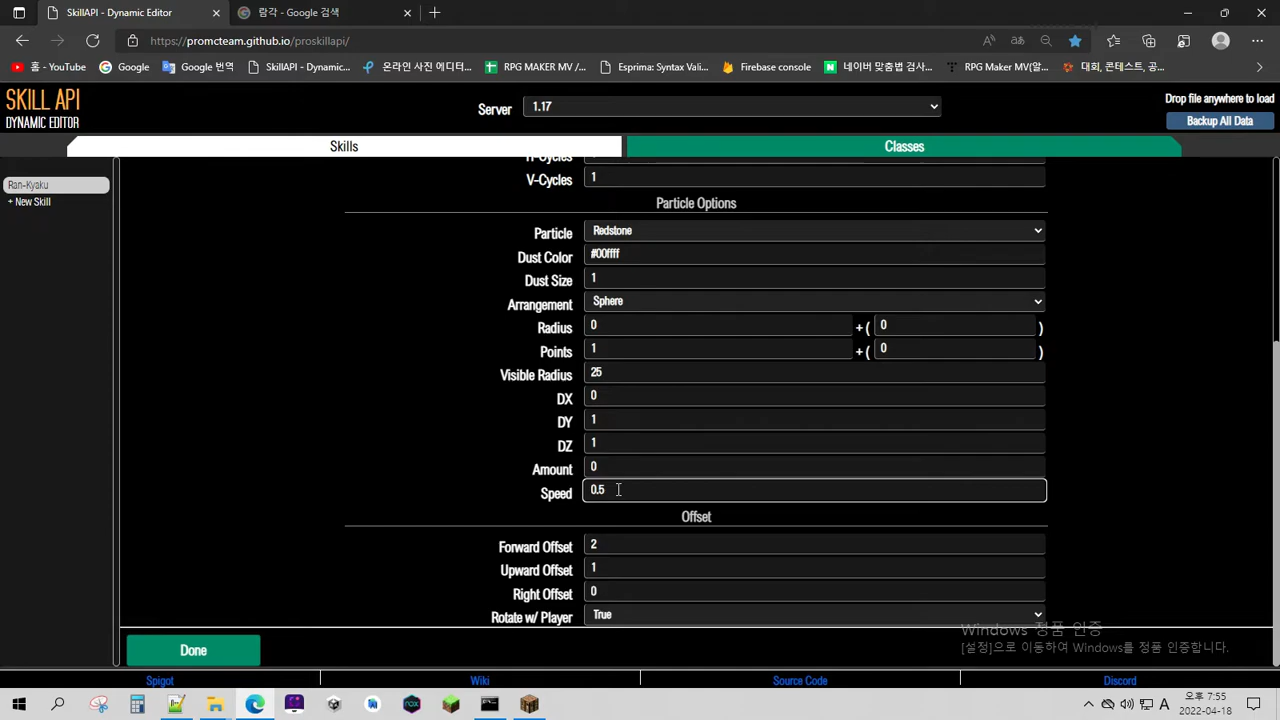 SkillAPI - Dynamic Editor
람각 - Google 검색
https://promcteam.github.io/proskillapi/
홈 - YouTube
Google
Google 번역
SkillAPI - Dynamic...
온라인 사진 에디터...
RPG MAKER MV /...
Esprima: Syntax Vali...
Firebase console
네이버 맞춤법 검사...
RPG Maker MV(알...
대회, 콘테스트, 공...
SKILL API
DYNAMIC EDITOR
Server 1.17
Drop file anywhere to load
Backup All Data
Skills
Classes
Ran-Kyaku
+ New Skill
V-Cycles 1
Particle Options
Particle Redstone
Dust Color #00ffff
Dust Size 1
Arrangement Sphere
Radius 0 +( 0 )
Points 1 +( 0 )
Visible Radius 25
DX 0
DY 1
DZ 1
Amount 0
Speed 0.5
Offset
Forward Offset 2
Upward Offset 1
Right Offset 0
Rotate w/ Player True
Windows 정품 인증
[설정]으로 이동하여 Windows를 정품 인증합니다.
Done
Spigot
Wiki
Source Code
Discord
nox
A
오후 7:55
2022-04-18